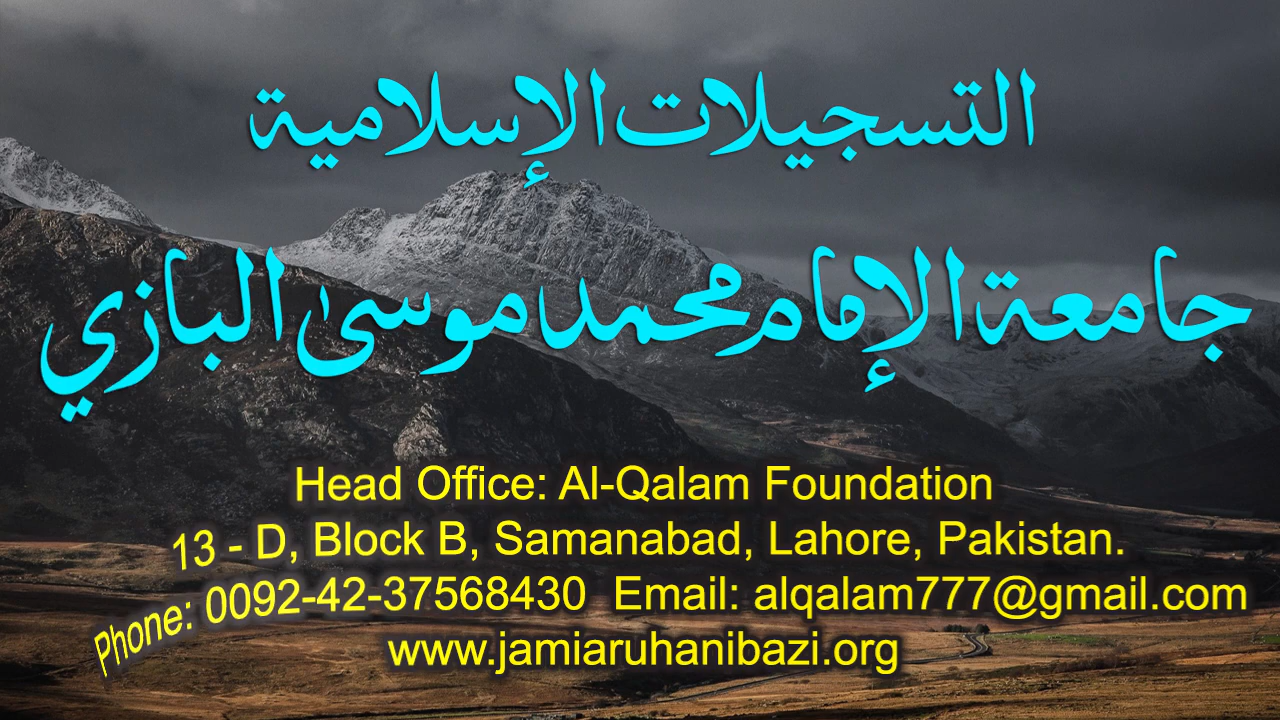 التسجيلات الإسلامية
جامعة الإمام محمد موسىٰ البازي
Head Office: Al-Qalam Foundation
13 - D, Block B, Samanabad, Lahore, Pakistan.
Phone: 0092-42-37568430 Email: alqalam777@gmail.com
www.jamiaruhanibazi.org